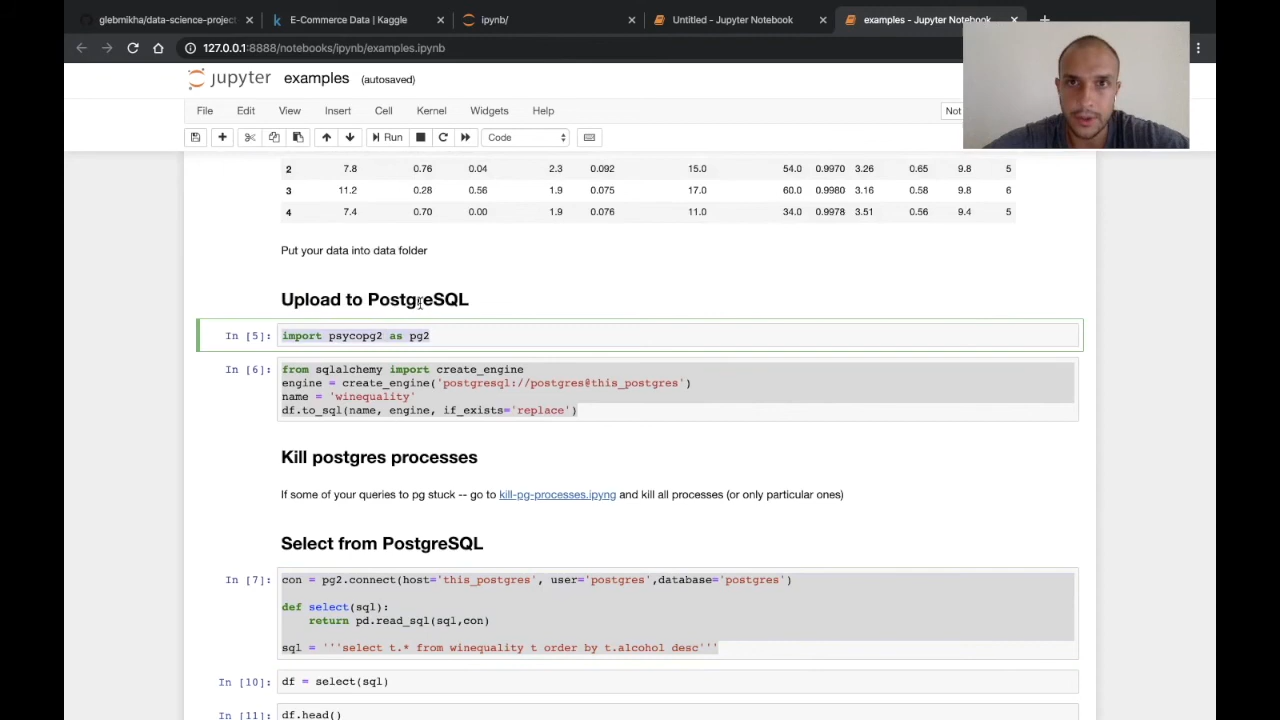 glebmikha/data-science-project
E-Commerce Data | Kaggle
ipynb/
Untitled - Jupyter Notebook
examples - Jupyter Notebook
127.0.0.1:8888/notebooks/ipynb/examples.ipynb
jupyter examples (autosaved)
File Edit View Insert Cell Kernel Widgets Help
Not
Run Code
2 7.8 0.76 0.04 2.3 0.092 15.0 54.0 0.9970 3.26 0.65 9.8 5
3 11.2 0.28 0.56 1.9 0.075 17.0 60.0 0.9980 3.16 0.58 9.8 6
4 7.4 0.70 0.00 1.9 0.076 11.0 34.0 0.9978 3.51 0.56 9.4 5
Put your data into data folder
Upload to PostgreSQL
In [5]: import psycopg2 as pg2
In [6]: from sqlalchemy import create_engine
engine = create_engine('postgresql://postgres@this_postgres')
name = 'winequality'
df.to_sql(name, engine, if_exists='replace')
Kill postgres processes
If some of your queries to pg stuck -- go to kill-pg-processes.ipyng and kill all processes (or only particular ones)
Select from PostgreSQL
In [7]: con = pg2.connect(host='this_postgres', user='postgres',database='postgres')
def select(sql):
return pd.read_sql(sql,con)
sql = '''select t.* from winequality t order by t.alcohol desc'''
In [10]: df = select(sql)
In [11]: df.head()